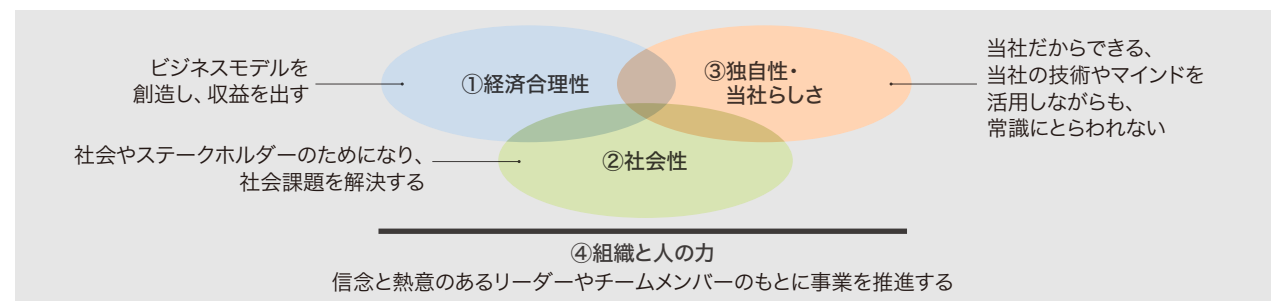 ビジネスモデルを
創造し、収益を出す
①経済合理性
③独自性・
当社らしさ
当社だからできる、
当社の技術やマインドを
活用しながらも、
常識にとらわれない
社会やステークホルダーのためになり、
社会課題を解決する
②社会性
④組織と人の力
信念と熱意のあるリーダーやチームメンバーのもとに事業を推進する